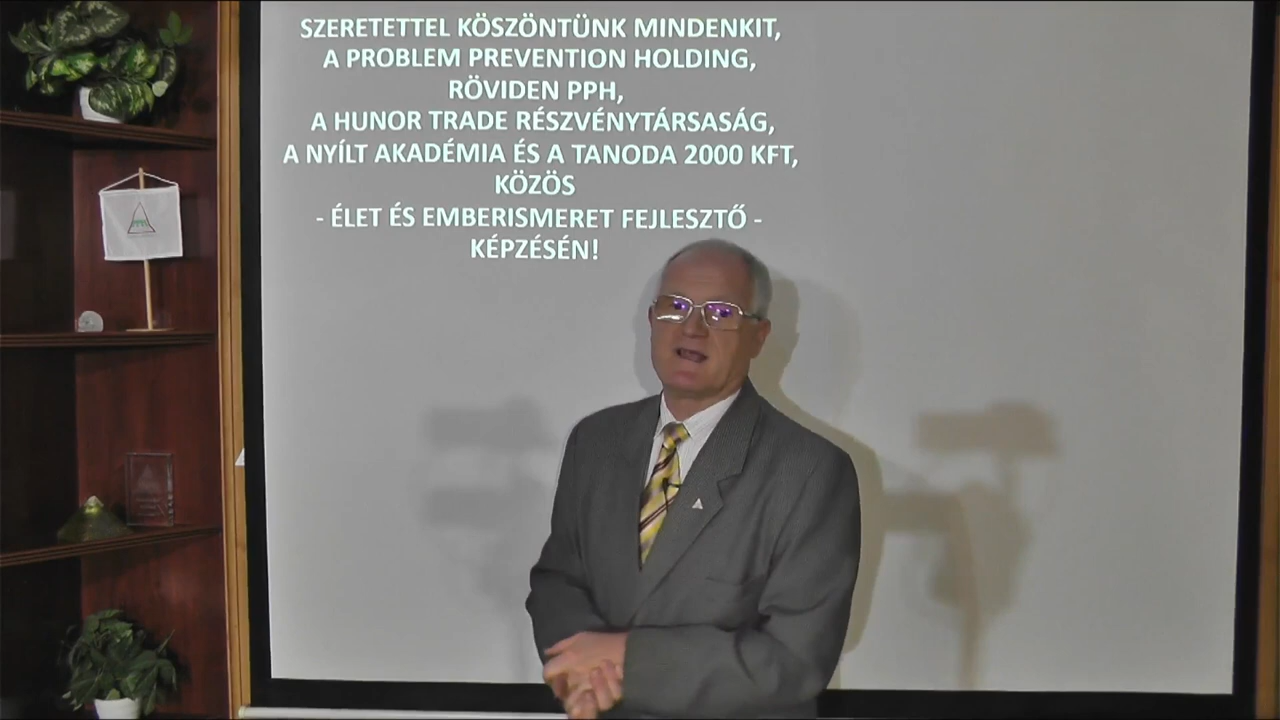 SZERETETTEL KÖSZÖNTÜNK MINDENKIT,
A PROBLEM PREVENTION HOLDING,
RÖVIDEN PPH,
A HUNOR TRADE RÉSZVÉNYTÁRSASÁG,
A NYÍLT AKADÉMIA ÉS A TANODA 2000 KFT,
KÖZÖS
- ÉLET ÉS EMBERISMERET FEJLESZTŐ -
KÉPZÉSÉN!